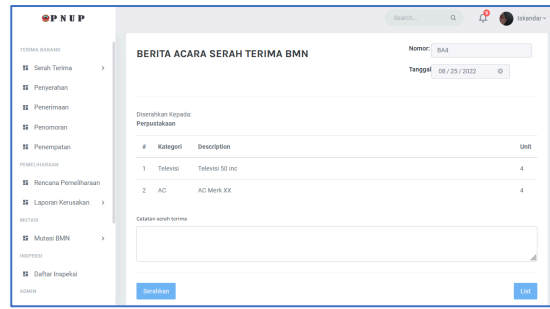 OPNUP
Search...
Iskandar
TERIMA BARANG
Serah Terima
Penyerahan
Penerimaan
Penomoran
Penempatan
PEMELIHARAAN
Rencana Pemeliharaan
Laporan Kerusakan
MUTASI
Mutasi BMN
INSPEKSI
Daftar Inspeksi
ADMIN
BERITA ACARA SERAH TERIMA BMN
Nomor: BA4
Tanggal 08 / 25 / 2022
Diserahkan Kepada:
Perpustakaan
# Kategori Description Unit
1 Televisi Televisi 50 Inc 4
2 AC AC Merk XX 4
Catatan serah terima
Serahkan
List